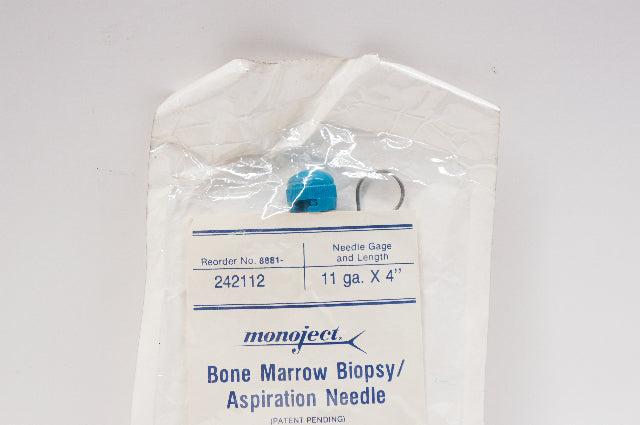 Reorder No. 8881-
242112
Needle Gage
and Length
11 ga. X 4"
monoject
Bone Marrow Biopsy/
Aspiration Needle
(PATENT PENDING)